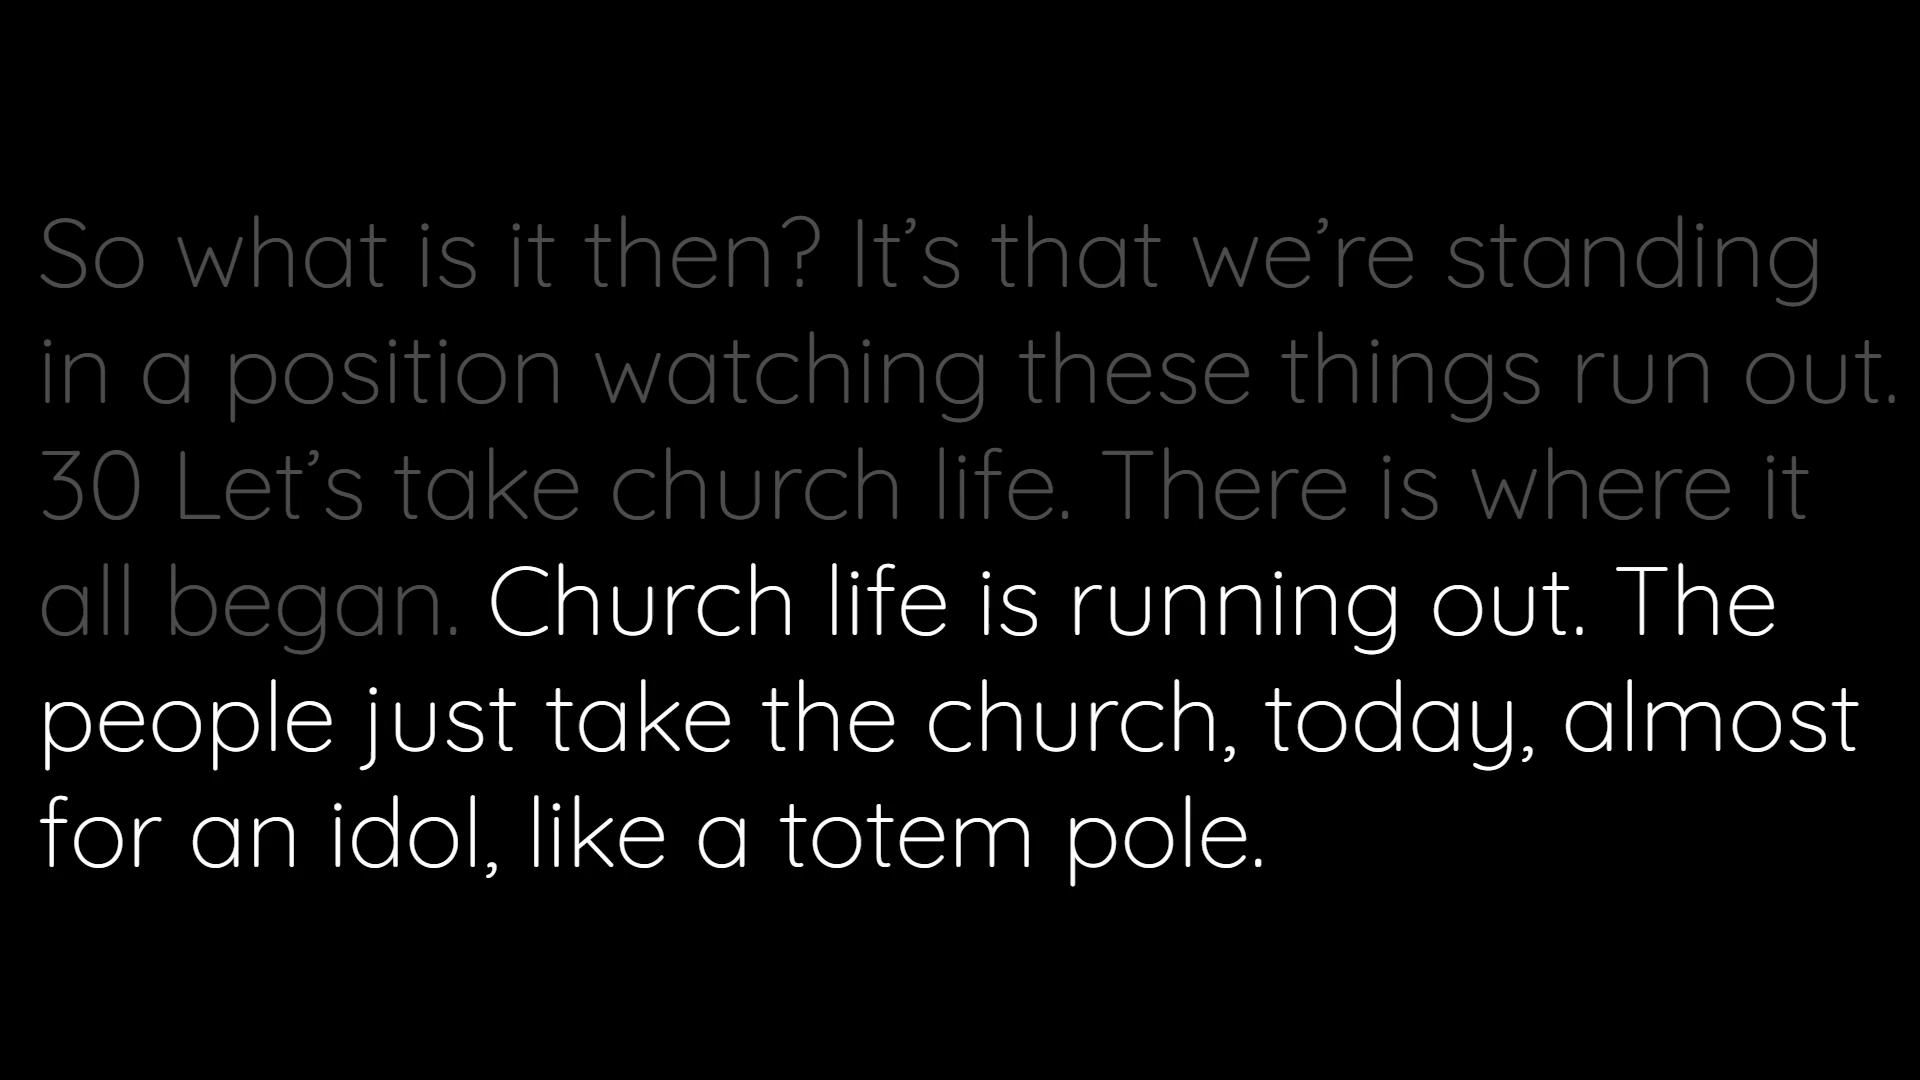 So what is it then? It’s that we’re standing
in a position watching these things run out.
30 Let’s take church life. There is where it
all began. Church life is running out. The
people just take the church, today, almost
for an idol, like a totem pole.